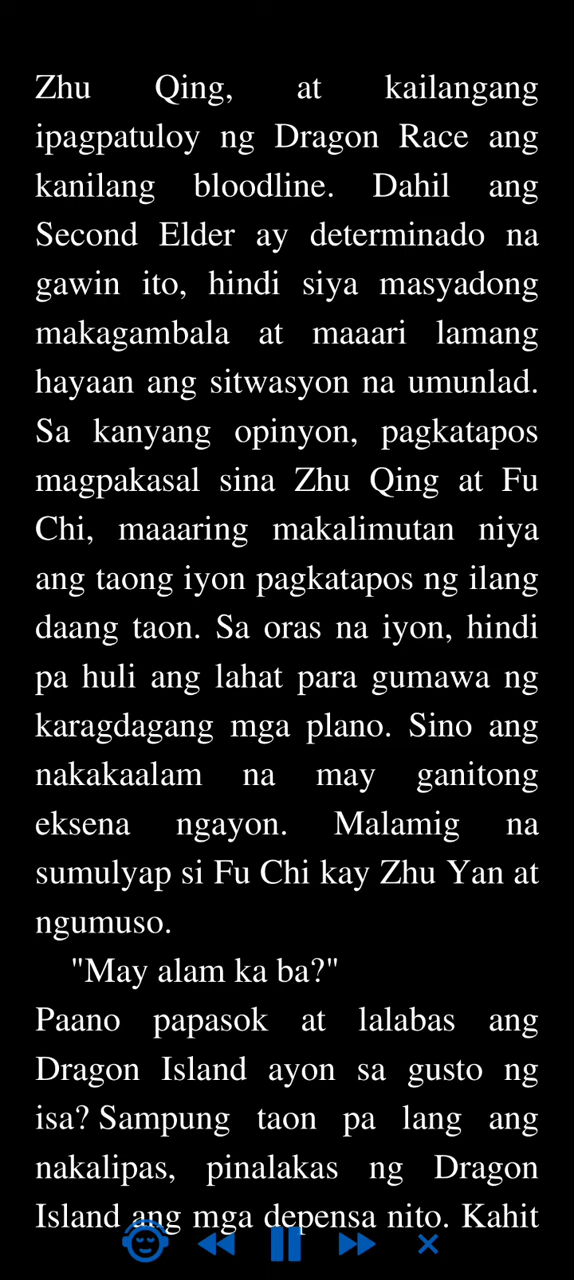 Zhu Qing, at kailangang
ipagpatuloy ng Dragon Race ang
kanilang bloodline. Dahil ang
Second Elder ay determinado na
gawin ito, hindi siya masyadong
makagambala at maaari lamang
hayaan ang sitwasyon na umunlad.
Sa kanyang opinyon, pagkatapos
magpakasal sina Zhu Qing at Fu
Chi, maaaring makalimutan niya
ang taong iyon pagkatapos ng ilang
daang taon. Sa oras na iyon, hindi
pa huli ang lahat para gumawa ng
karagdagang mga plano. Sino ang
nakakaalam na may ganitong
eksena ngayon. Malamig na
sumulyap si Fu Chi kay Zhu Yan at
ngumuso.
"May alam ka ba?"
Paano papasok at lalabas ang
Dragon Island ayon sa gusto ng
isa? Sampung taon pa lang ang
nakalipas, pinalakas ng Dragon
Island ang mga depensa nito. Kahit